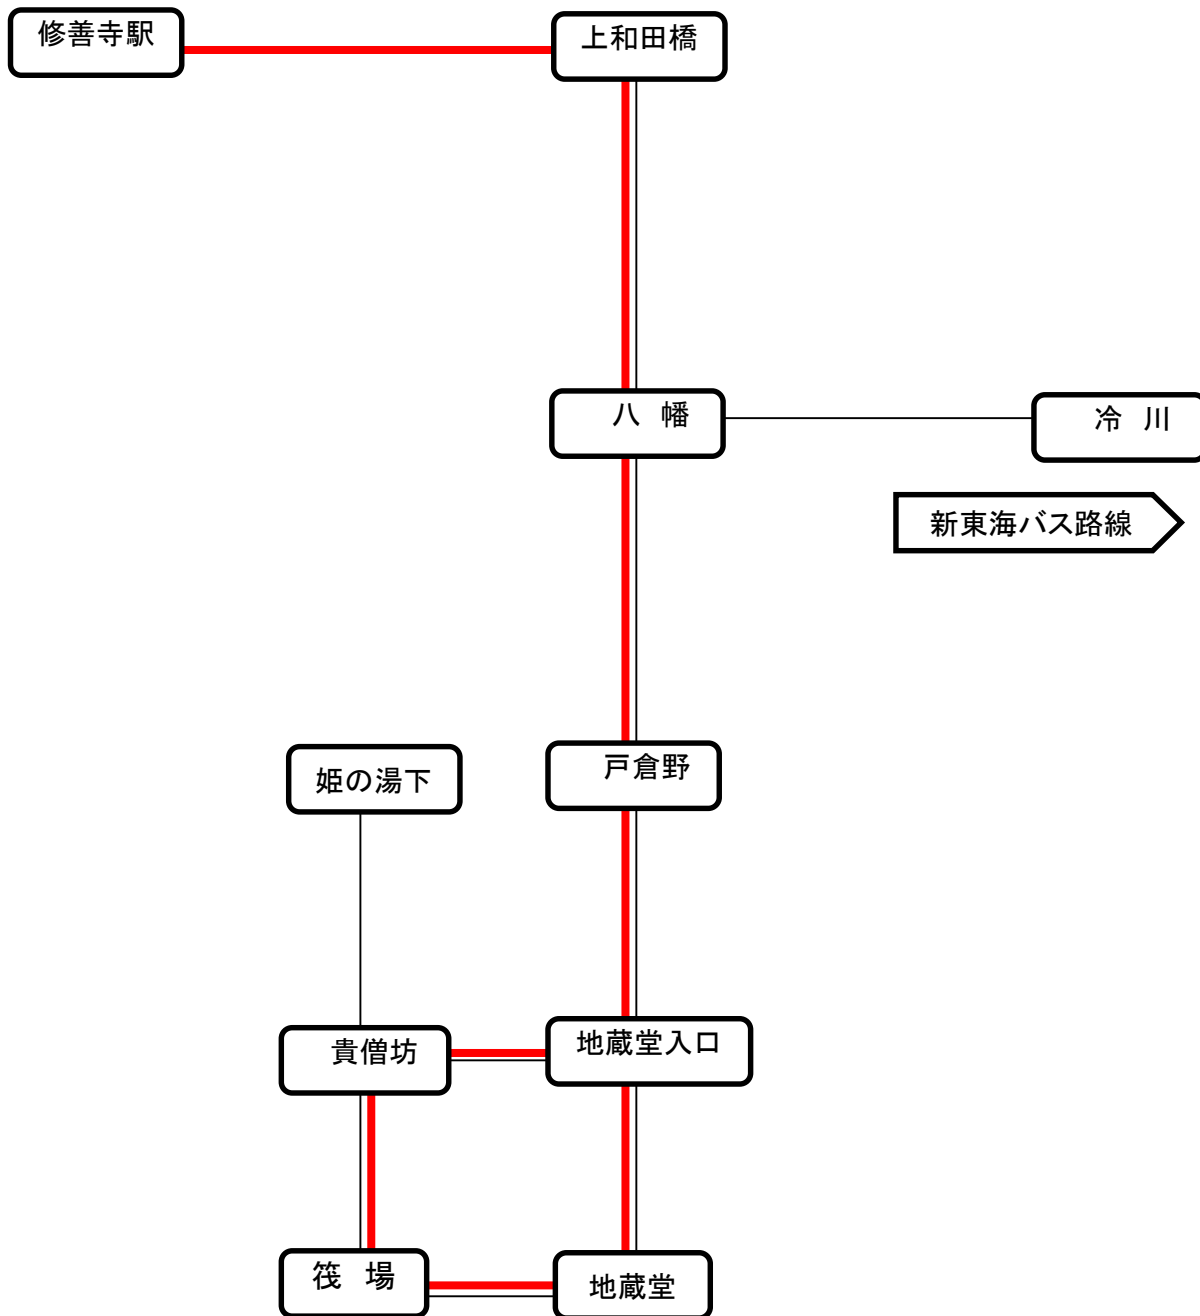 修善寺駅
上和田橋
八 幡
冷 川
新東海バス路線
姫の湯下
戸倉野
貴僧坊
地蔵堂入口
筏 場
地蔵堂